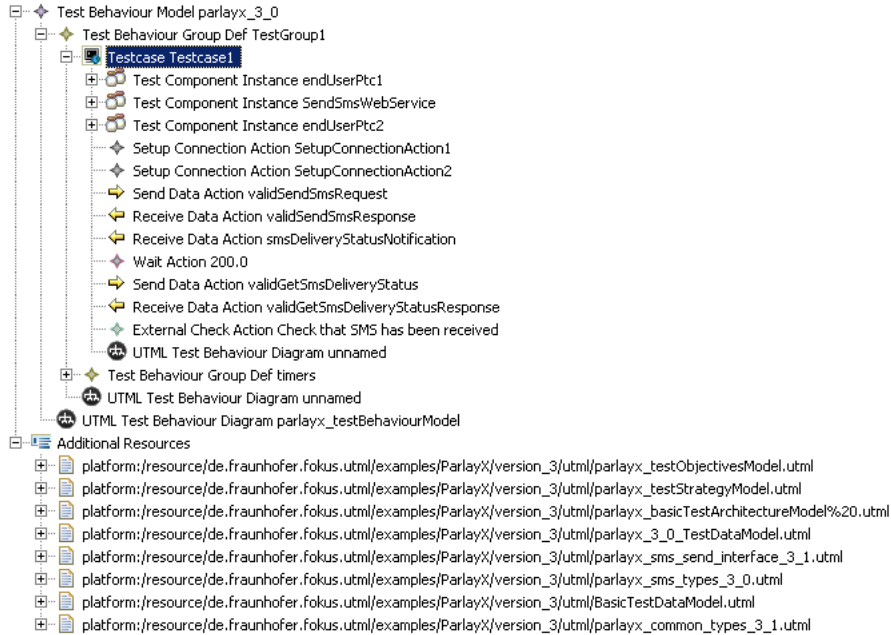 Test Behaviour Model parlayx_3_0
Test Behaviour Group Def TestGroup1
Testcase Testcase1
Test Component Instance endUserPtc1
Test Component Instance SendSmsWebService
Test Component Instance endUserPtc2
Setup Connection Action SetupConnectionAction1
Setup Connection Action SetupConnectionAction2
Send Data Action validSendSmsRequest
Receive Data Action validSendSmsResponse
Receive Data Action smsDeliveryStatusNotification
Wait Action 200.0
Send Data Action validGetSmsDeliveryStatus
Receive Data Action validGetSmsDeliveryStatusResponse
External Check Action Check that SMS has been received
UTML Test Behaviour Diagram unnamed
Test Behaviour Group Def timers
UTML Test Behaviour Diagram unnamed
UTML Test Behaviour Diagram parlayx_testBehaviourModel
Additional Resources
platform:/resource/de.fraunhofer.fokus.utml/examples/ParlayX/version_3/utml/parlayx_testObjectivesModel.utml
platform:/resource/de.fraunhofer.fokus.utml/examples/ParlayX/version_3/utml/parlayx_testStrategyModel.utml
platform:/resource/de.fraunhofer.fokus.utml/examples/ParlayX/version_3/utml/parlayx_basicTestArchitectureModel%20.utml
platform:/resource/de.fraunhofer.fokus.utml/examples/ParlayX/version_3/utml/parlayx_3_0_TestDataModel.utml
platform:/resource/de.fraunhofer.fokus.utml/examples/ParlayX/version_3/utml/parlayx_sms_send_interface_3_1.utml
platform:/resource/de.fraunhofer.fokus.utml/examples/ParlayX/version_3/utml/parlayx_sms_types_3_0.utml
platform:/resource/de.fraunhofer.fokus.utml/examples/ParlayX/version_3/utml/BasicTestDataModel.utml
platform:/resource/de.fraunhofer.fokus.utml/examples/ParlayX/version_3/utml/parlayx_common_types_3_1.utml